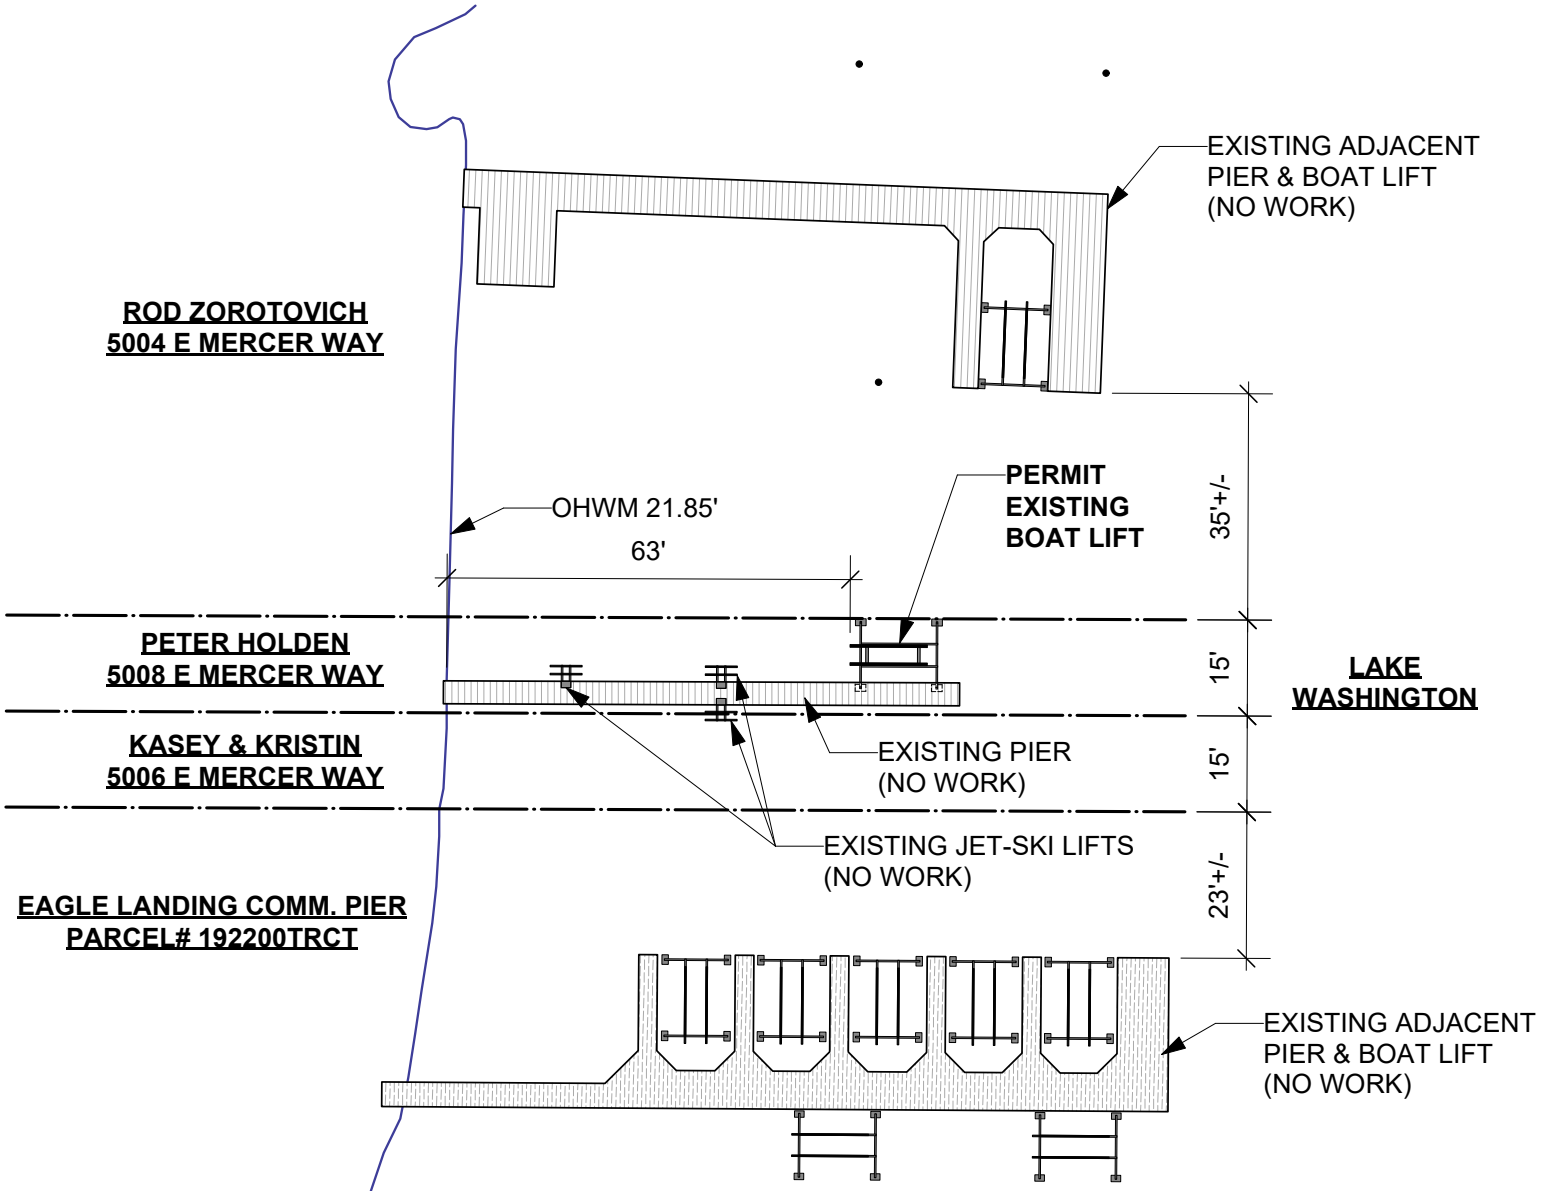 EXISTING ADJACENT
PIER & BOAT LIFT
(NO WORK)
ROD ZOROTOVICH
5004 E MERCER WAY
PERMIT
EXISTING
BOAT LIFT
35'+/-
OHWM 21.85'
63'
PETER HOLDEN
5008 E MERCER WAY
15'
LAKE
WASHINGTON
KASEY & KRISTIN
5006 E MERCER WAY
EXISTING PIER
(NO WORK)
15'
EXISTING JET-SKI LIFTS
(NO WORK)
23'+/-
EAGLE LANDING COMM. PIER
PARCEL# 192200TRCT
EXISTING ADJACENT
PIER & BOAT LIFT
(NO WORK)